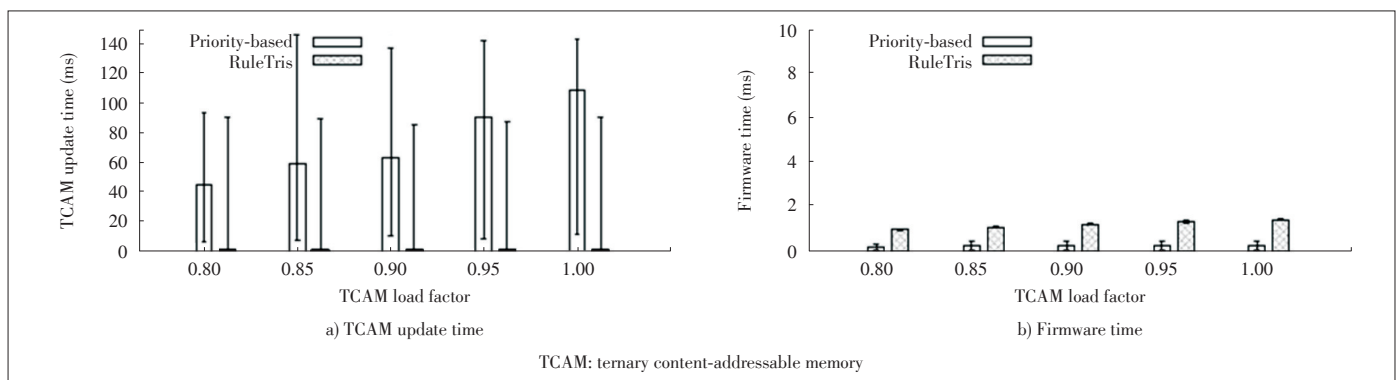 TCAM update time (ms)
140
120
100
80
60
40
20
0
Priority-based
RuleTris
0.80 0.85 0.90 0.95 1.00
TCAM load factor
a) TCAM update time
Firmware time (ms)
10
8
6
4
2
0
Priority-based
RuleTris
0.80 0.85 0.90 0.95 1.00
TCAM load factor
b) Firmware time
TCAM: ternary content-addressable memory